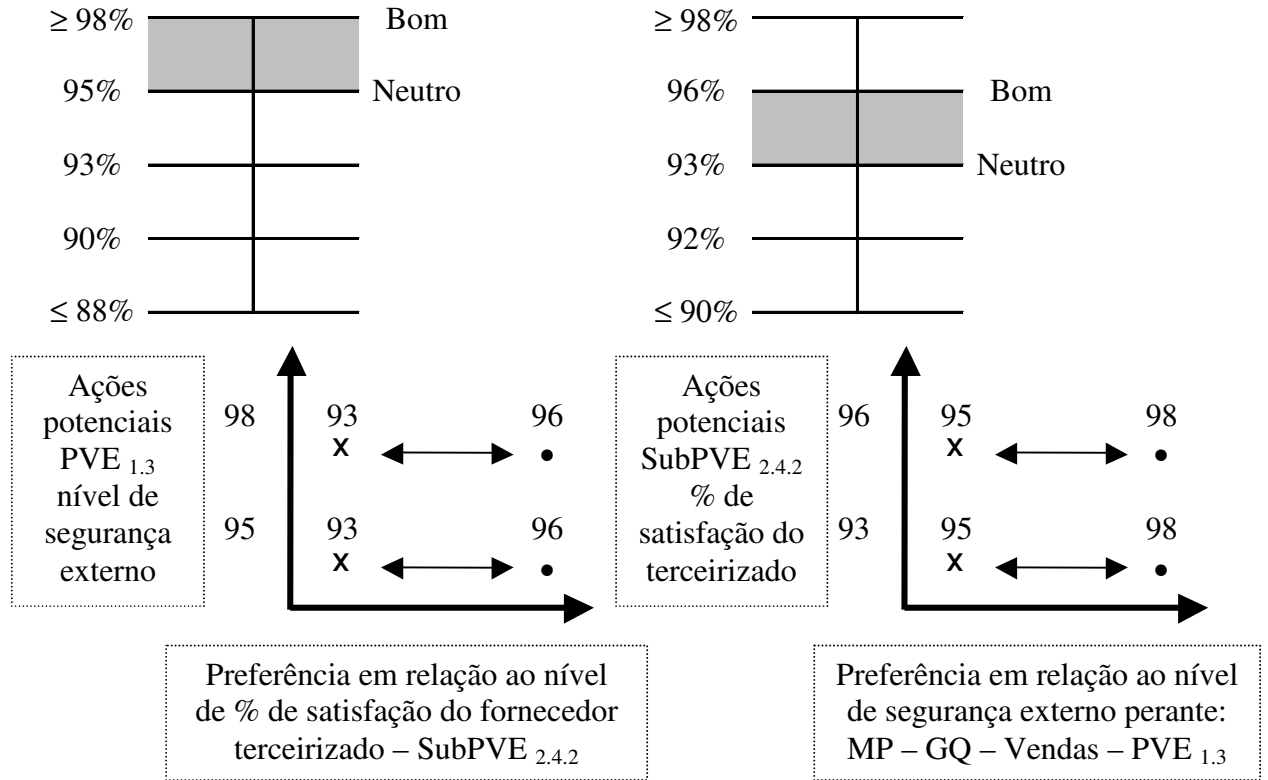 ≥ 98% Bom
95% Neutro
93%
90%
≤ 88%
≥ 98%
96% Bom
93% Neutro
92%
≤ 90%
Ações
potenciais
PVE 1.3
nível de
segurança
externo
98 93 96
x
95 93 96
x
Preferência em relação ao nível
de % de satisfação do fornecedor
terceirizado – SubPVE 2.4.2
Ações
potenciais
SubPVE 2.4.2
% de
satisfação do
terceirizado
96 95 98
x
93 95 98
x
Preferência em relação ao nível
de segurança externo perante:
MP – GQ – Vendas – PVE 1.3